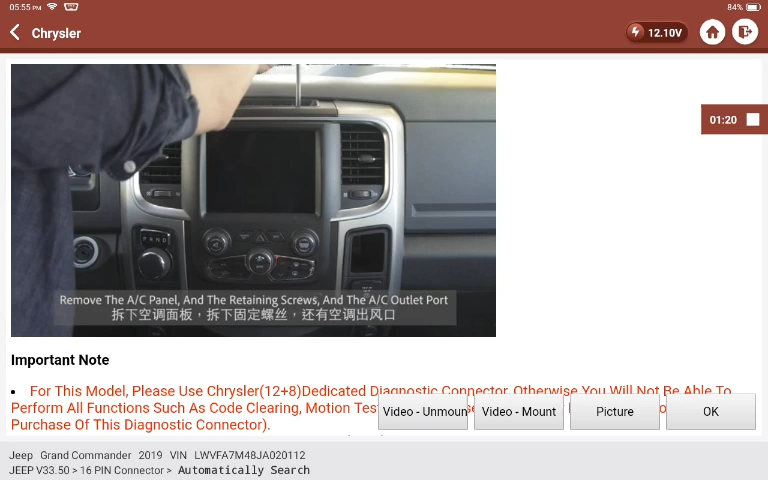 05:55 PM
84%
Chrysler
12.10V
01:20
P R N D
Remove The A/C Panel, And The Retaining Screws, And The A/C Outlet Port
拆下空调面板，拆下固定螺丝，还有空调出风口
Important Note
• For This Model, Please Use Chrysler(12+8)Dedicated Diagnostic Connector, Otherwise You Will Not Be Able To
Perform All Functions Such As Code Clearing, Motion Tes
Purchase Of This Diagnostic Connector).
Video - Unmoun
Video - Mount
Picture
OK
Jeep Grand Commander 2019 VIN LWVFA7M48JA020112
JEEP V33.50 > 16 PIN Connector > Automatically Search